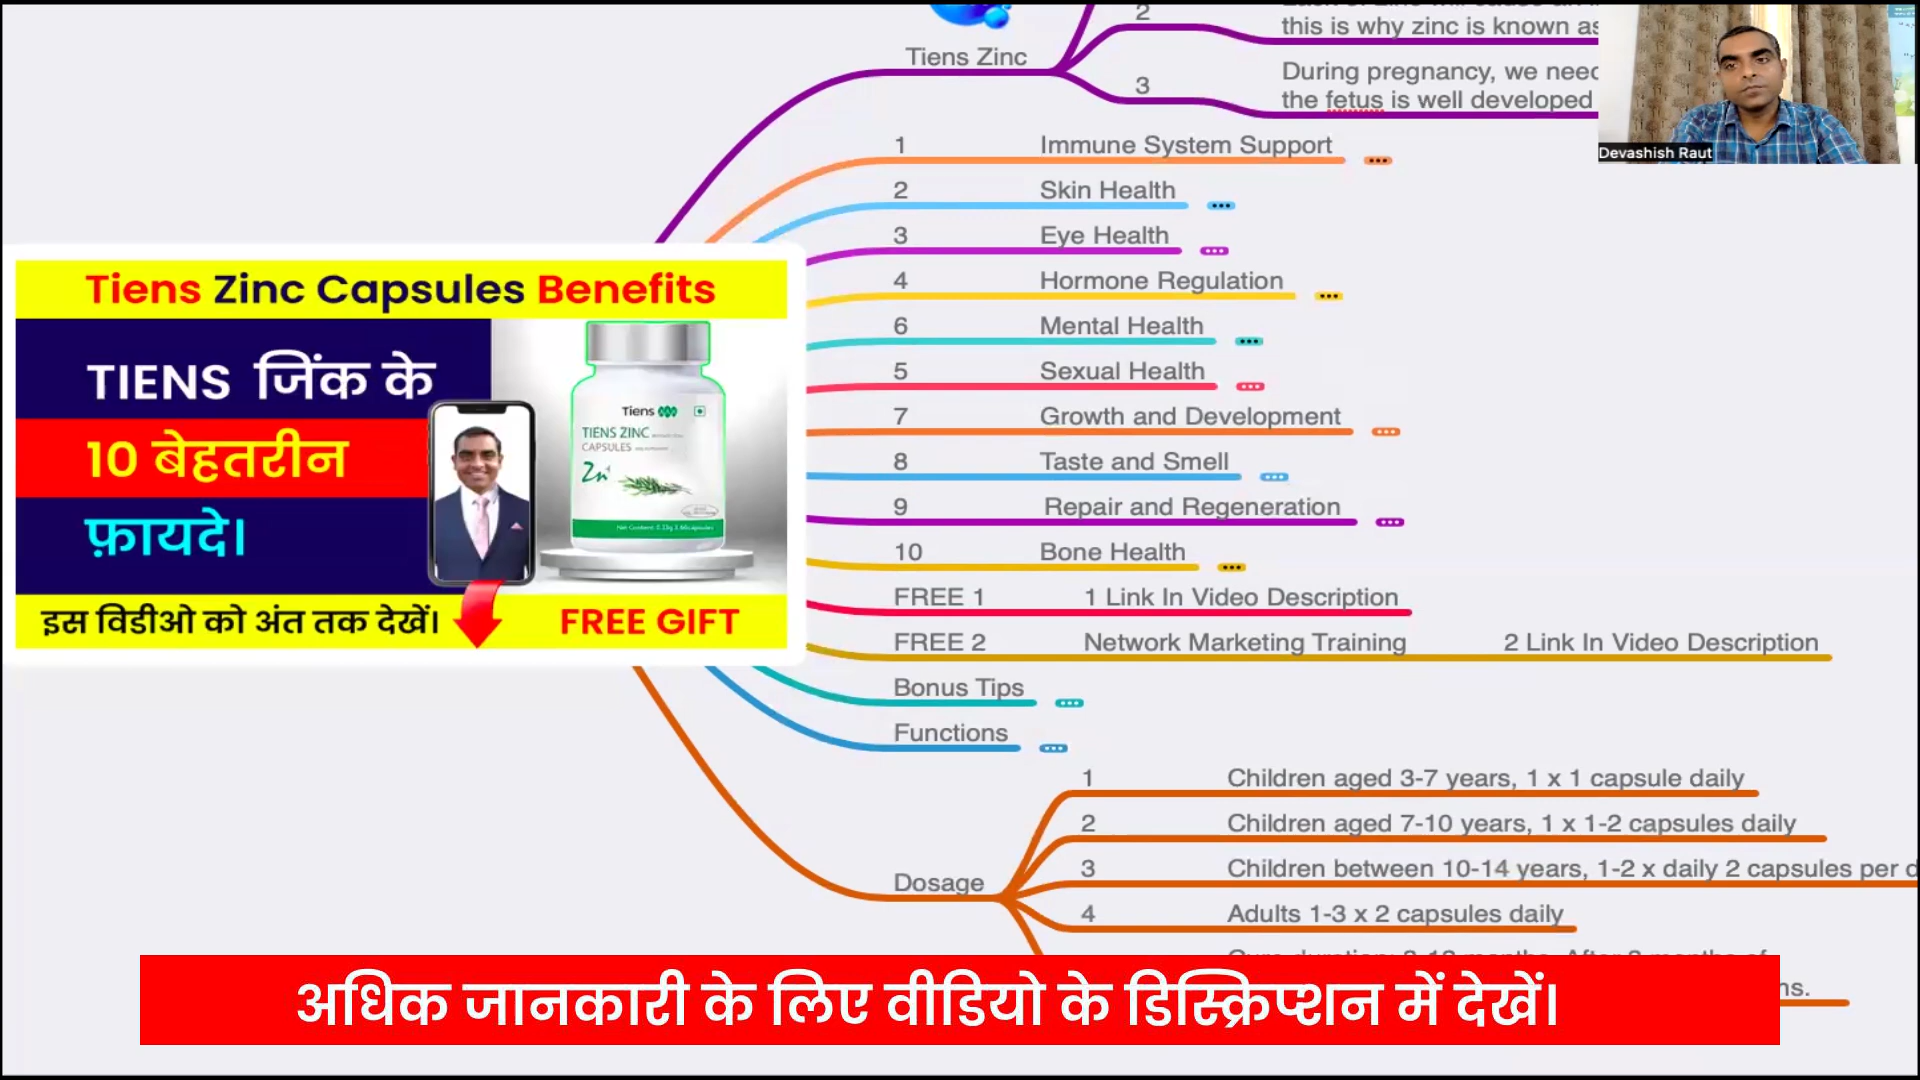 2
this is why zinc is known as
Tiens Zinc
3
During pregnancy, we need
the fetus is well developed
Devashish Raut
1 Immune System Support
2 Skin Health
3 Eye Health
4 Hormone Regulation
6 Mental Health
5 Sexual Health
7 Growth and Development
8 Taste and Smell
9 Repair and Regeneration
10 Bone Health
FREE 1 1 Link In Video Description
FREE 2 Network Marketing Training 2 Link In Video Description
Bonus Tips
Functions
Dosage
1 Children aged 3-7 years, 1 x 1 capsule daily
2 Children aged 7-10 years, 1 x 1-2 capsules daily
3 Children between 10-14 years, 1-2 x daily 2 capsules per d
4 Adults 1-3 x 2 capsules daily
ns.
Tiens Zinc Capsules Benefits
TIENS जिंक के
10 बेहतरीन
फ़ायदे।
Tiens
TIENS ZINC
CAPSULES
Zn
इस विडीओ को अंत तक देखें।
FREE GIFT
अधिक जानकारी के लिए वीडियो के डिस्क्रिप्शन में देखें।